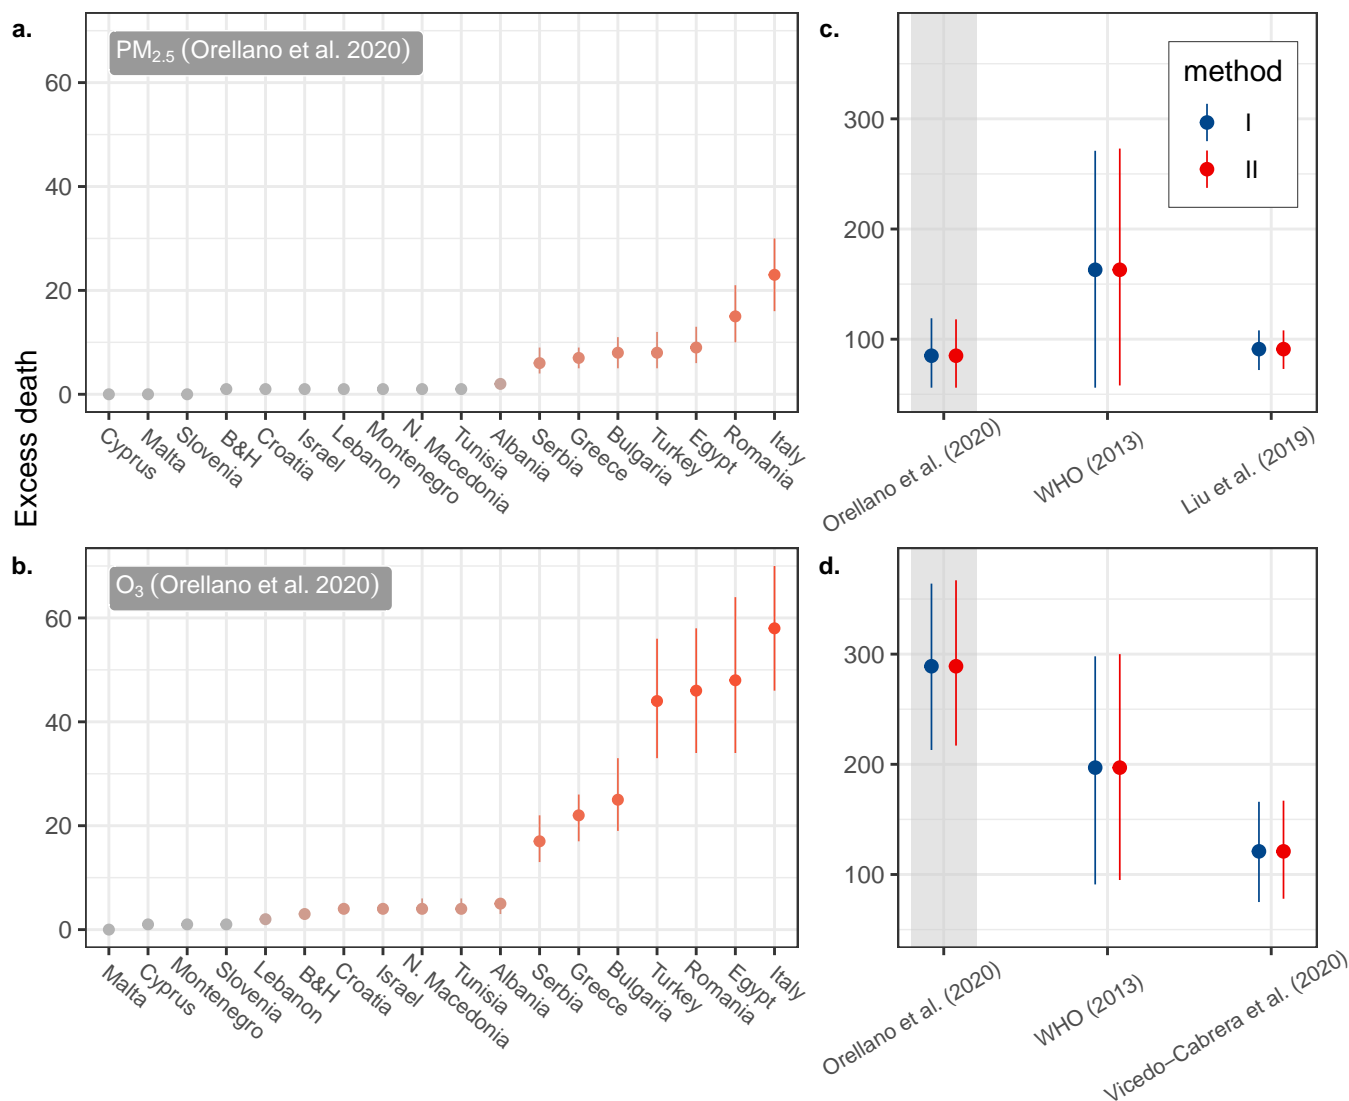 a.
PM2.5 (Orellano et al. 2020)
60
40
20
0
Cyprus
Malta
Slovenia
B&H
Croatia
Israel
Lebanon
Montenegro
N. Macedonia
Tunisia
Albania
Serbia
Greece
Bulgaria
Turkey
Egypt
Romania
Italy
Excess death
c.
method
I
II
300
200
100
Orellano et al. (2020)
WHO (2013)
Liu et al. (2019)
b.
O3 (Orellano et al. 2020)
60
40
20
0
Malta
Cyprus
Montenegro
Slovenia
Lebanon
B&H
Croatia
Israel
N. Macedonia
Tunisia
Albania
Serbia
Greece
Bulgaria
Turkey
Romania
Egypt
Italy
d.
300
200
100
Orellano et al. (2020)
WHO (2013)
Vicedo−Cabrera et al. (2020)